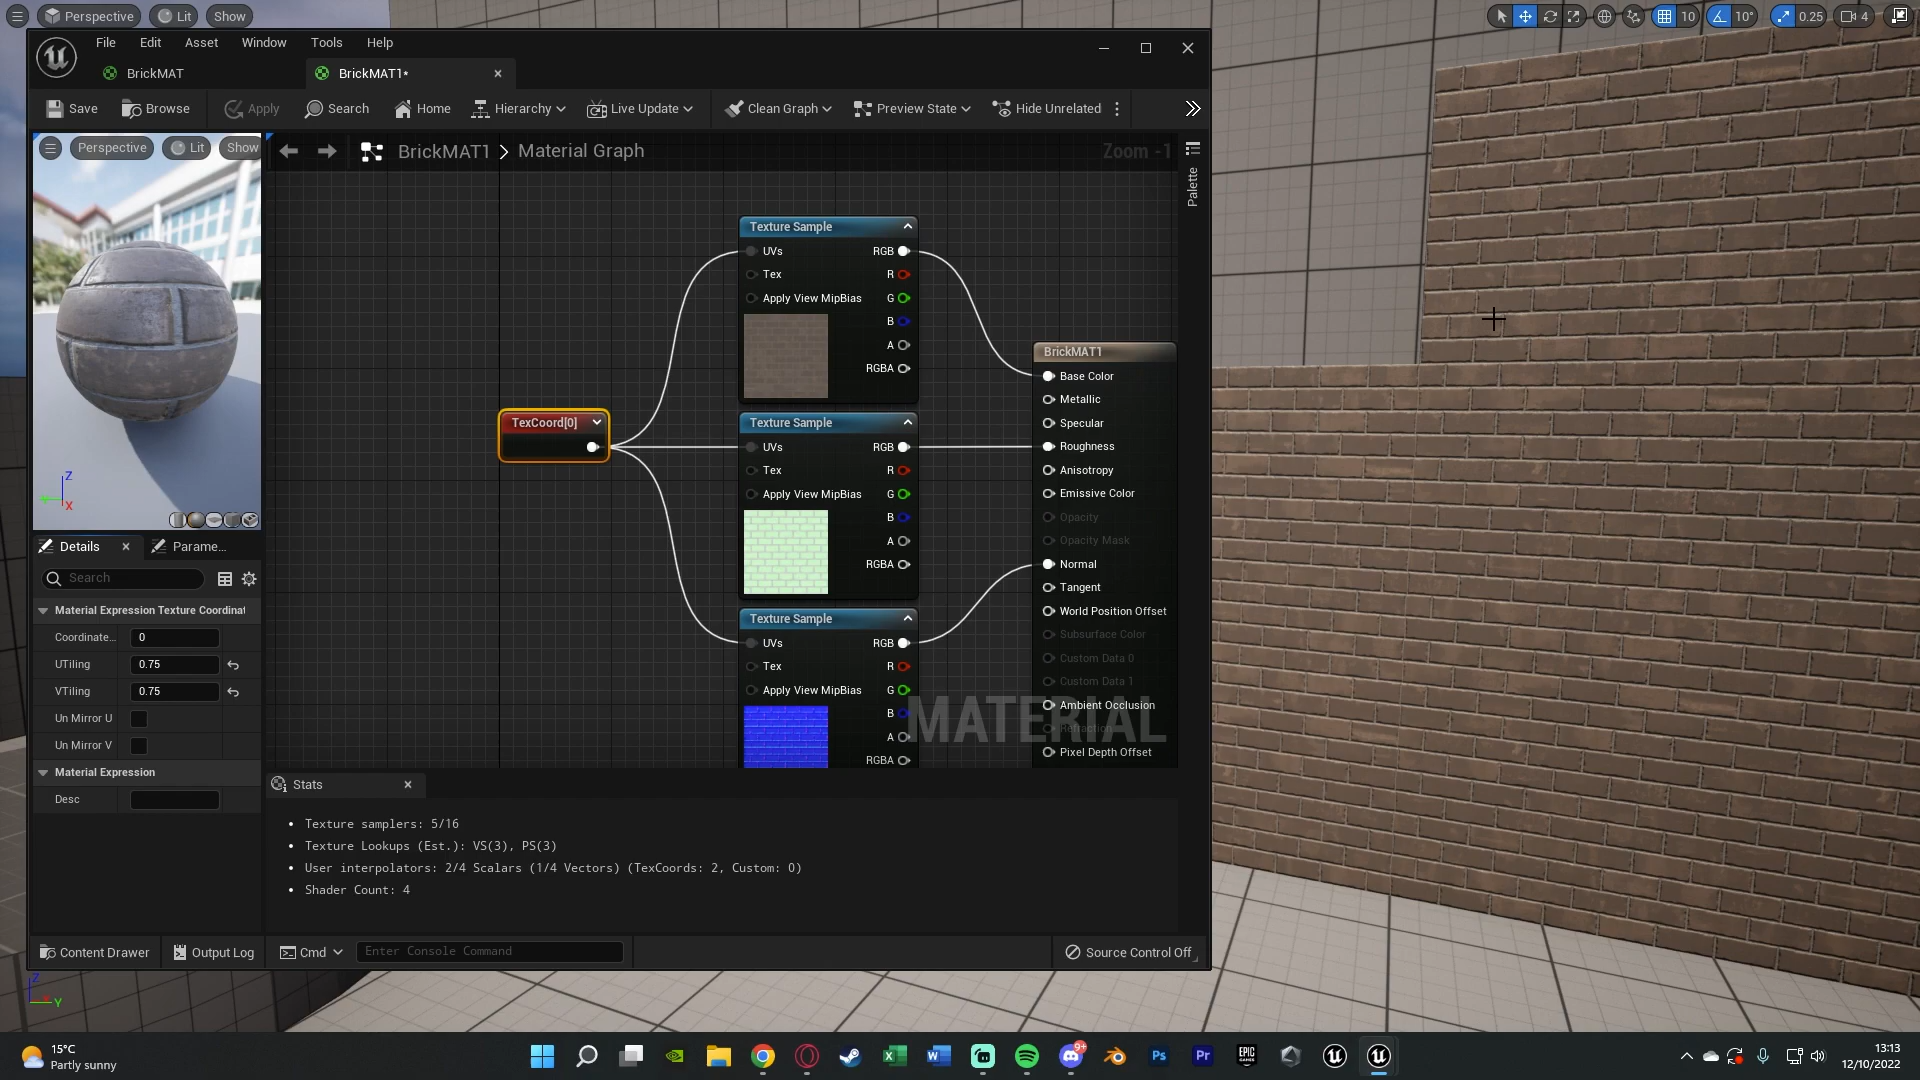 Perspective Lit Show 10 10° 0.25 4
File Edit Asset Window Tools Help
BrickMAT BrickMAT1*
Save Browse Apply Search Home Hierarchy Live Update Clean Graph Preview State Hide Unrelated
Perspective Lit Show
BrickMAT1 > Material Graph Zoom -1
Palette
Texture Sample
UVs RGB
Tex R
Apply View MipBias G
B
A
RGBA
TexCoord[0]
Texture Sample
UVs RGB
Tex R
Apply View MipBias G
B
A
RGBA
Texture Sample
UVs RGB
Tex R
Apply View MipBias G
B
A
RGBA
BrickMAT1
Base Color
Metallic
Specular
Roughness
Anisotropy
Emissive Color
Opacity
Opacity Mask
Normal
Tangent
World Position Offset
Subsurface Color
Custom Data 0
Custom Data 1
Ambient Occlusion
Refraction
Pixel Depth Offset
MATERIAL
Z
X
Details Parame...
Search
Material Expression Texture Coordinat
Coordinate... 0
UTiling 0.75
VTiling 0.75
Un Mirror U
Un Mirror V
Material Expression
Desc
Stats
Texture samplers: 5/16
Texture Lookups (Est.): VS(3), PS(3)
User interpolators: 2/4 Scalars (1/4 Vectors) (TexCoords: 2, Custom: 0)
Shader Count: 4
Content Drawer Output Log Cmd Enter Console Command Source Control Off
Z
Y
15°C
Partly sunny
9+
Ps
Pr
EPIC
GAMES
13:13
12/10/2022